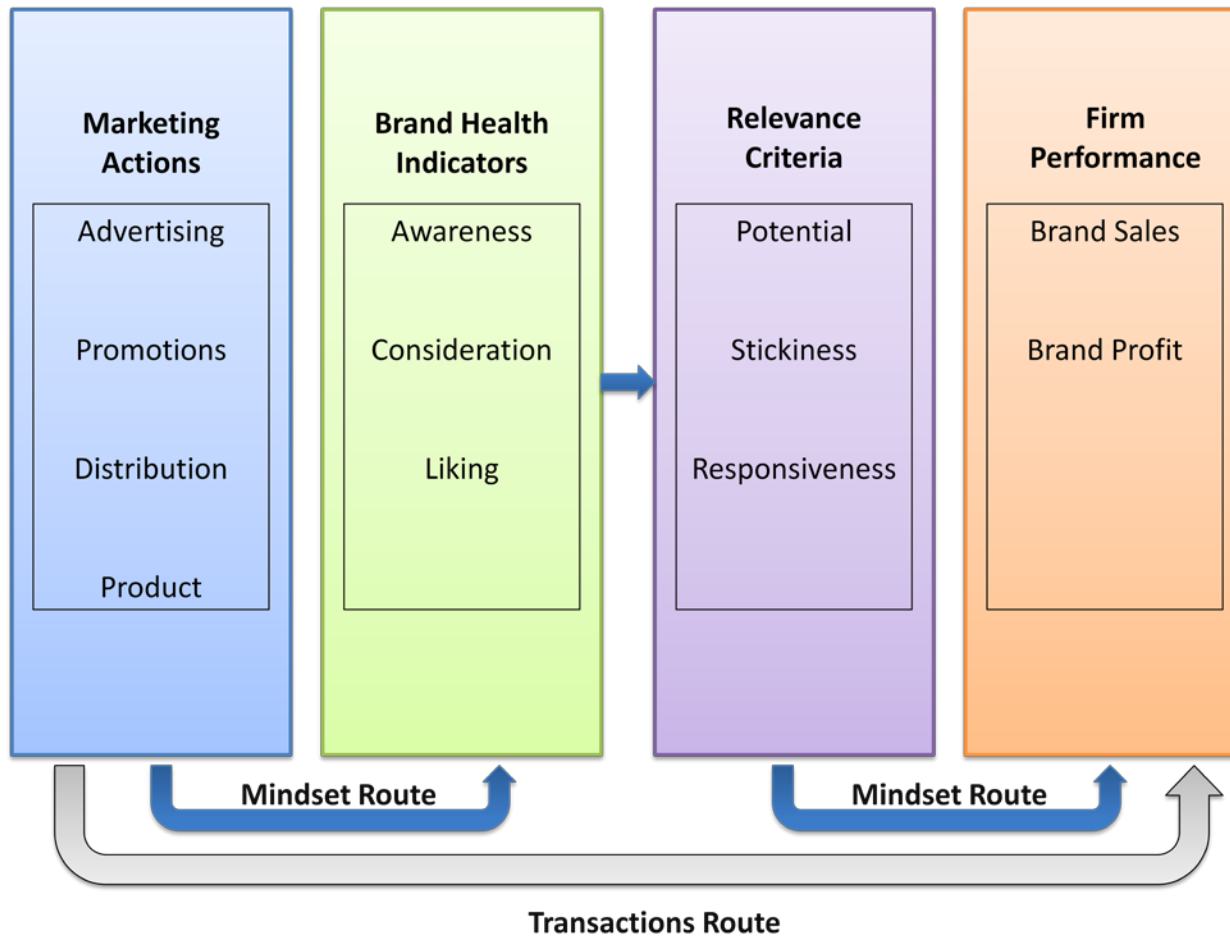 Marketing
Actions
Advertising
Promotions
Distribution
Product
Brand Health
Indicators
Awareness
Consideration
Liking
Relevance
Criteria
Potential
Stickiness
Responsiveness
Firm
Performance
Brand Sales
Brand Profit
Mindset Route
Mindset Route
Transactions Route